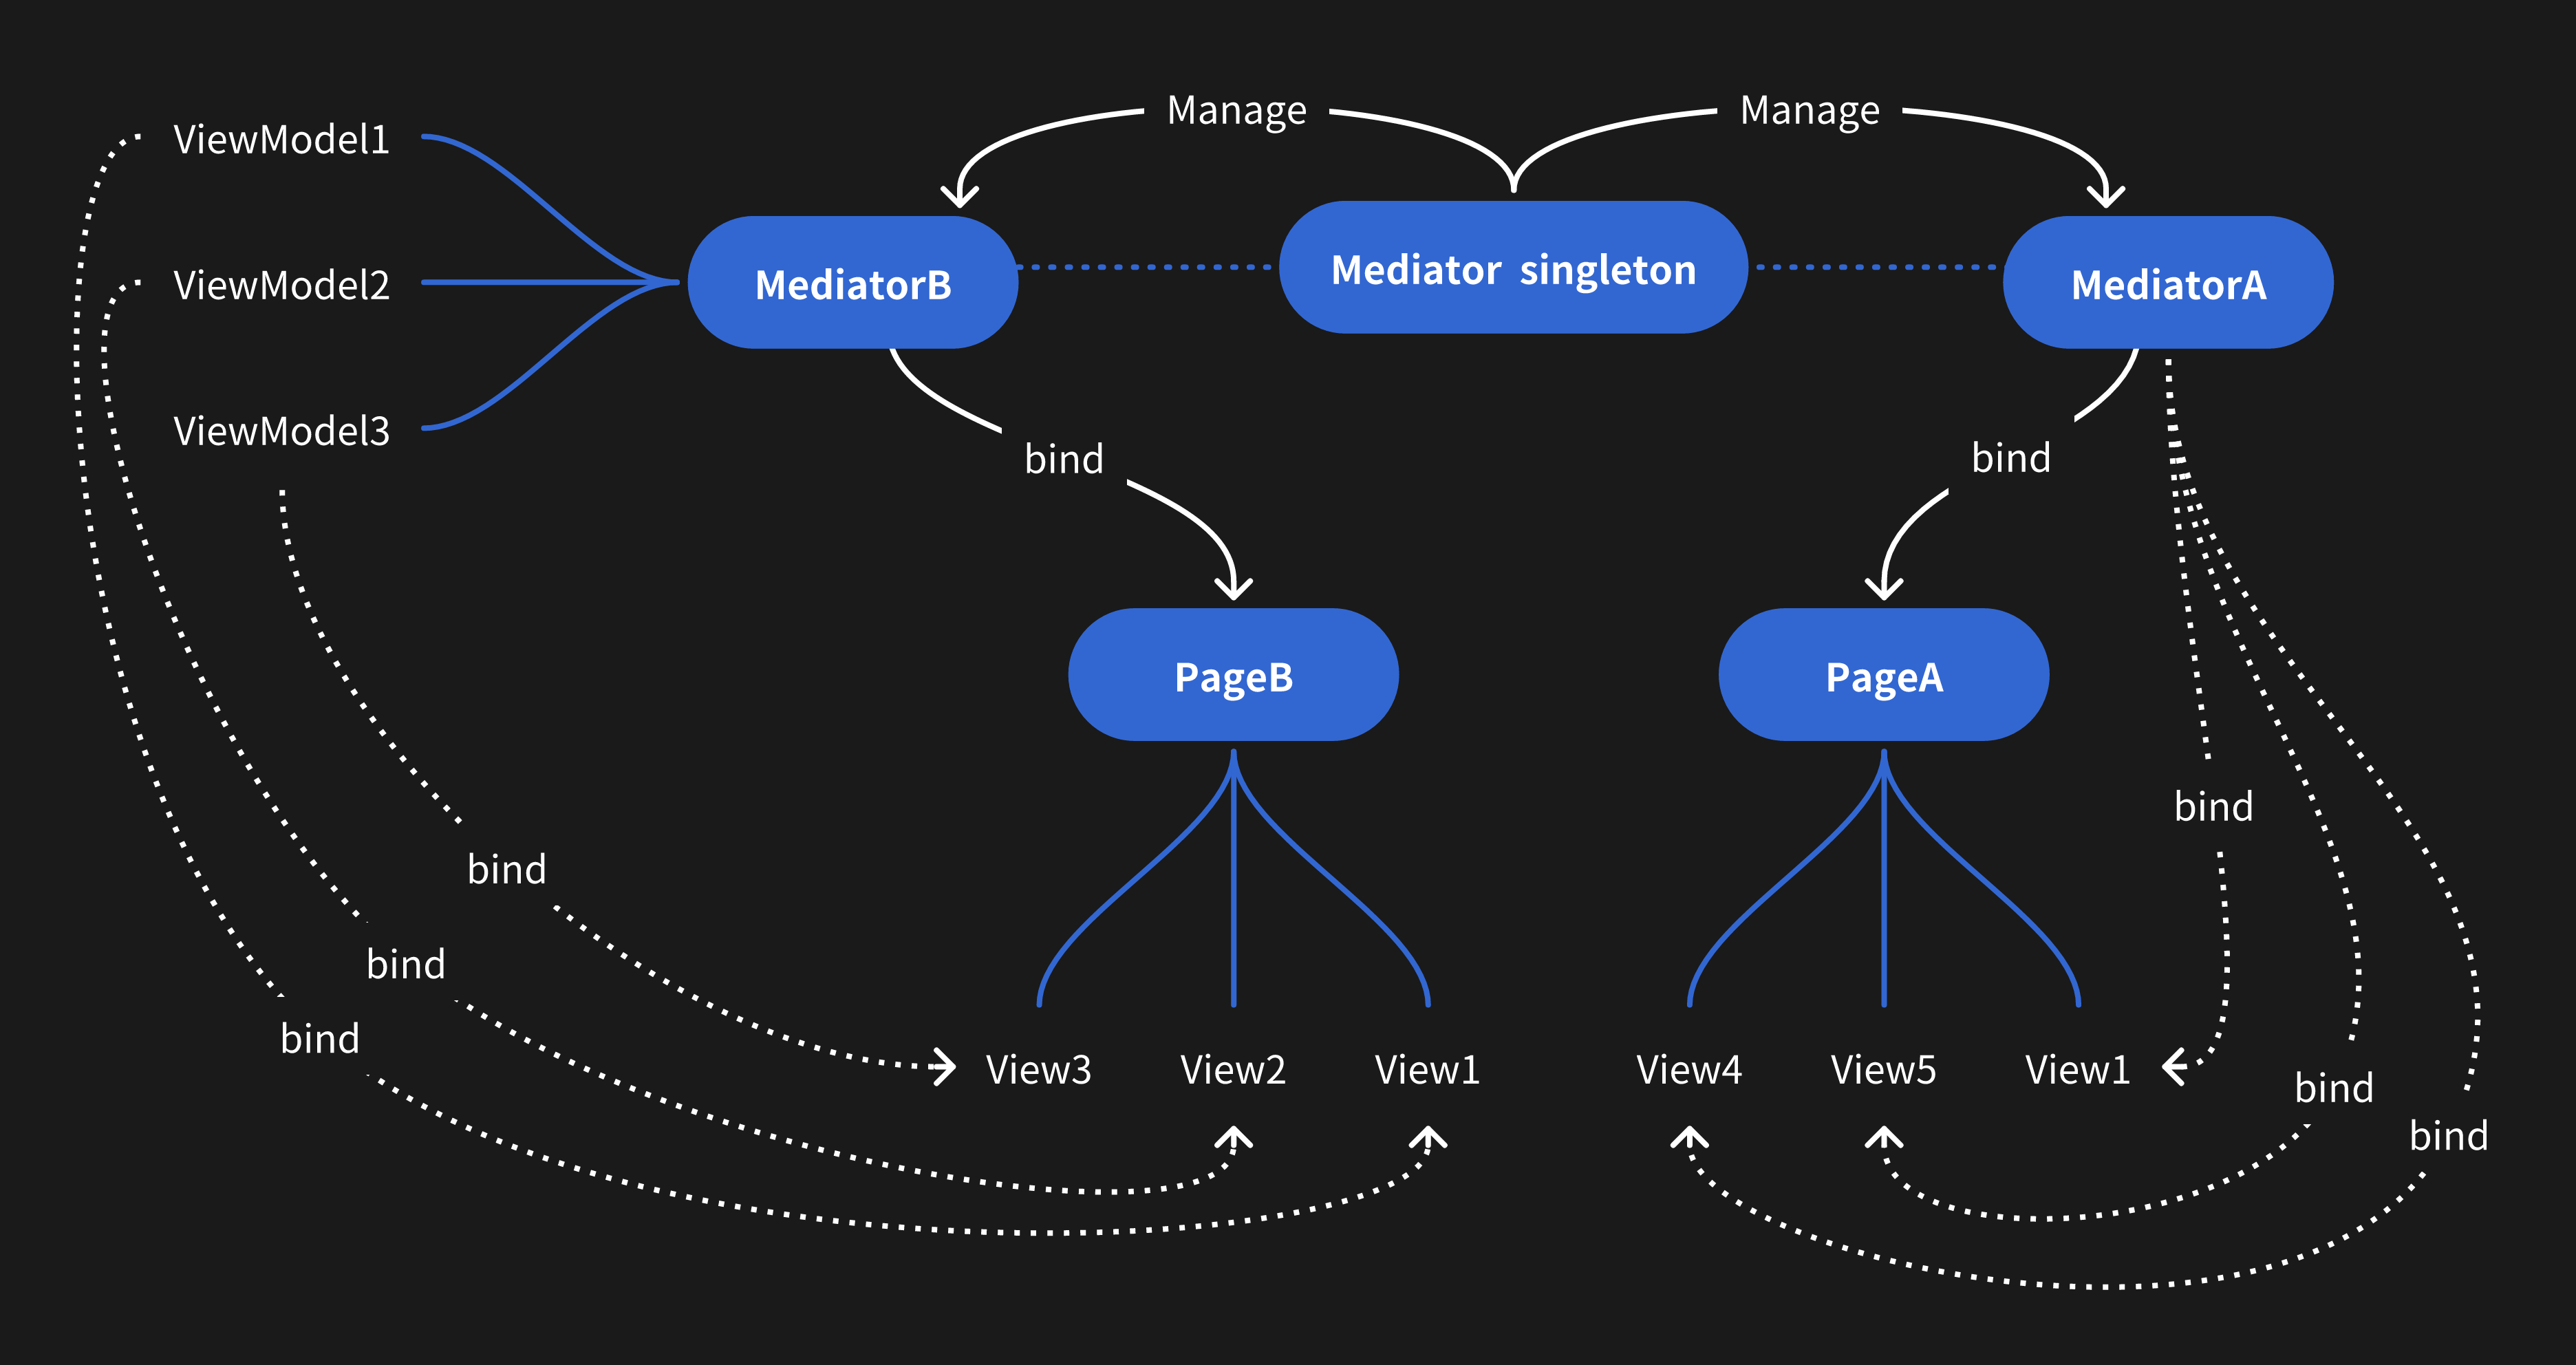 Manage
Manage
ViewModel1
ViewModel2
ViewModel3
MediatorB
Mediator singleton
MediatorA
bind
bind
PageB
PageA
bind
bind
bind
bind
View3
View2
View1
View4
View5
View1
bind
bind